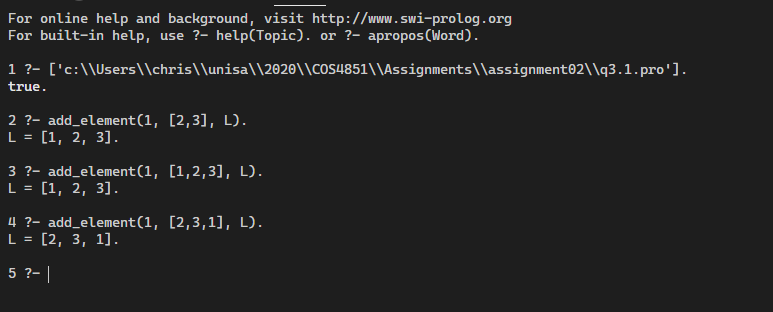 For online help and background, visit http://www.swi-prolog.org
For built-in help, use ?- help(Topic). or ?- apropos(Word).
1 ?- ['c:\\Users\\chris\\unisa\\2020\\COS4851\\Assignments\\assignment02\\q3.1.pro'].
true.
2 ?- add_element(1, [2,3], L).
L = [1, 2, 3].
3 ?- add_element(1, [1,2,3], L).
L = [1, 2, 3].
4 ?- add_element(1, [2,3,1], L).
L = [2, 3, 1].
5 ?-